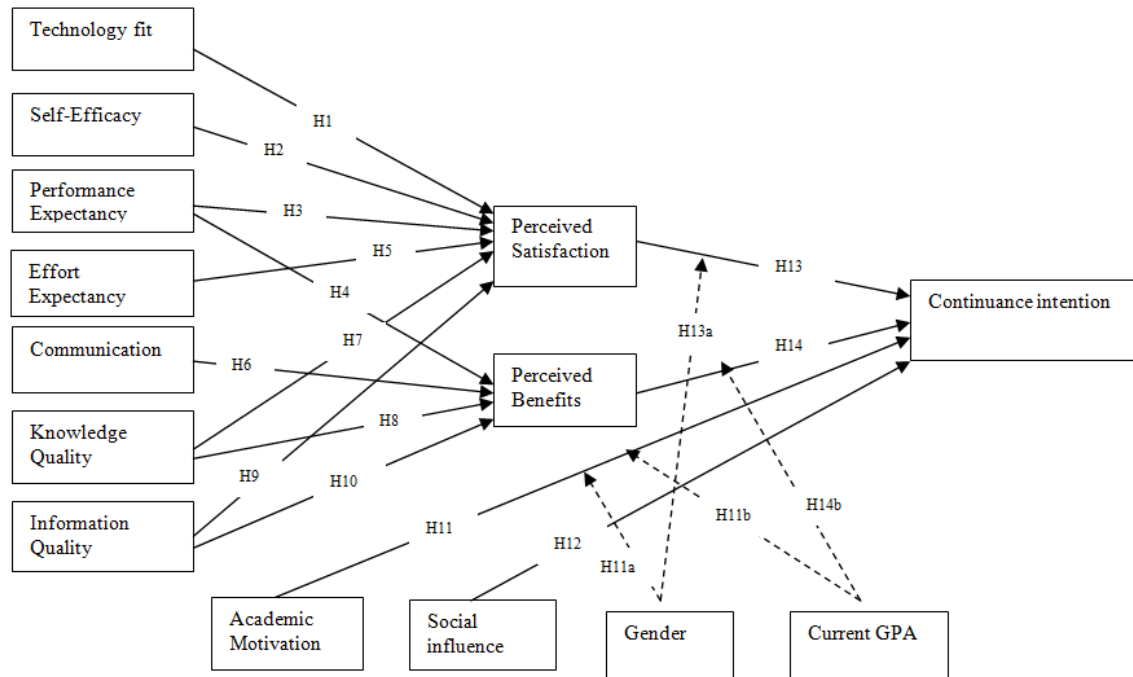 Technology fit
H1
Self-Efficacy
H2
Performance
Expectancy
H3
Perceived
Satisfaction
H5
Effort
Expectancy
H13
H4
Continuance intention
H13a
Communication
H7
H14
H6
Perceived
Benefits
Knowledge
Quality
H8
H9
H10
Information
Quality
H11
H12
H11a
H11b
H14b
Academic
Motivation
Social
influence
Gender
Current GPA